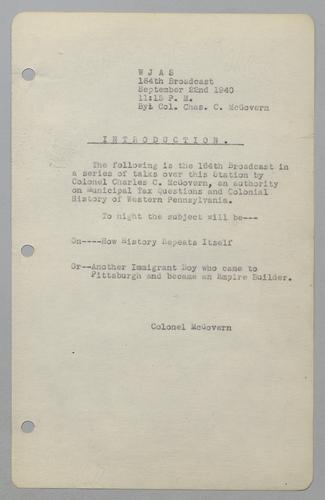 W J A S
164th Broadcast
September 22nd 1940
11:15 P. M.
By: Col. Chas. C. McGovern
I N T R O D U C T I O N .
The following is the 164th Broadcast in
a series of talks over this Station by
Colonel Charles C. McGovern, an authority
on Municipal Tax Questions and Colonial
History of Western Pennsylvania.
To night the subject will be---
On----How History Repeats Itself
Or--Another Immigrant Boy who came to
Pittsburgh and became an Empire Builder.
Colonel McGovern